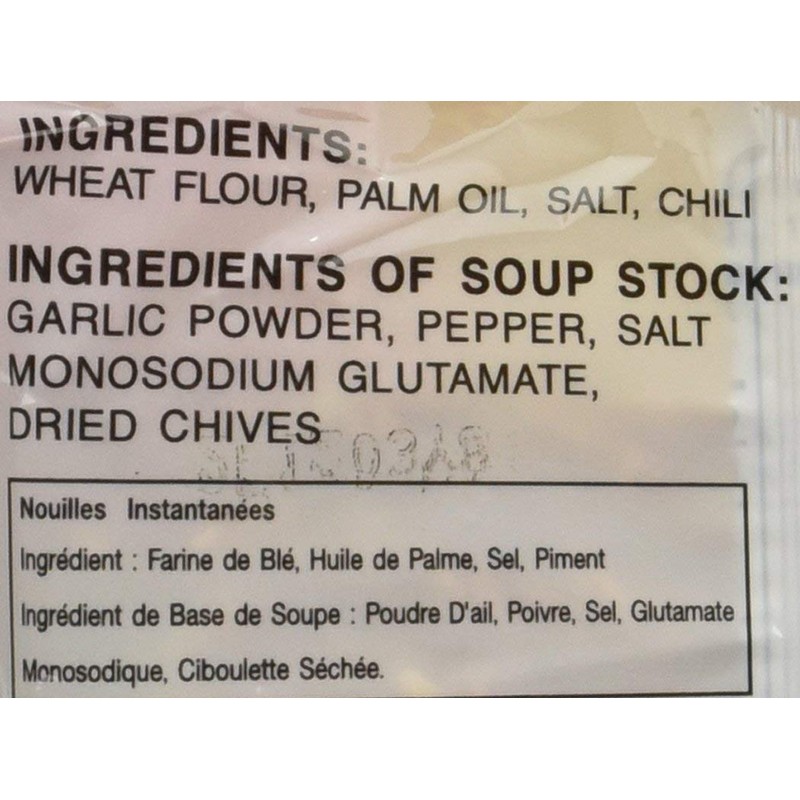 INGREDIENTS:
WHEAT FLOUR, PALM OIL, SALT, CHILI
INGREDIENTS OF SOUP STOCK:
GARLIC POWDER, PEPPER, SALT
MONOSODIUM GLUTAMATE,
DRIED CHIVES
Nouilles Instantanées
Ingrédient : Farine de Blé, Huile de Palme, Sel, Piment
Ingrédient de Base de Soupe : Poudre D'ail, Poivre, Sel, Glutamate
Monosodique, Ciboulette Séchée.